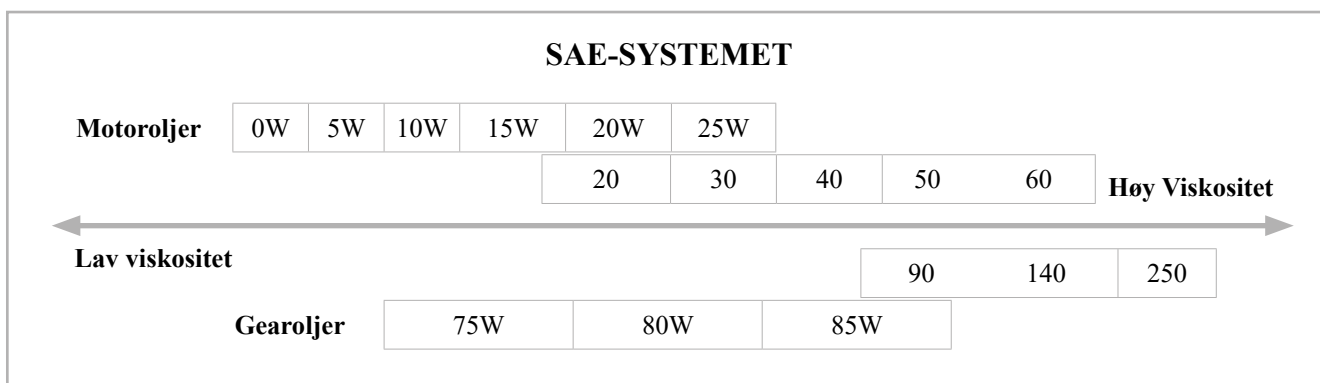 SAE-SYSTEMET
Motoroljer 0W 5W 10W 15W 20W 25W
20 30 40 50 60 Høy Viskositet
Lav viskositet
90 140 250
Gearoljer 75W 80W 85W